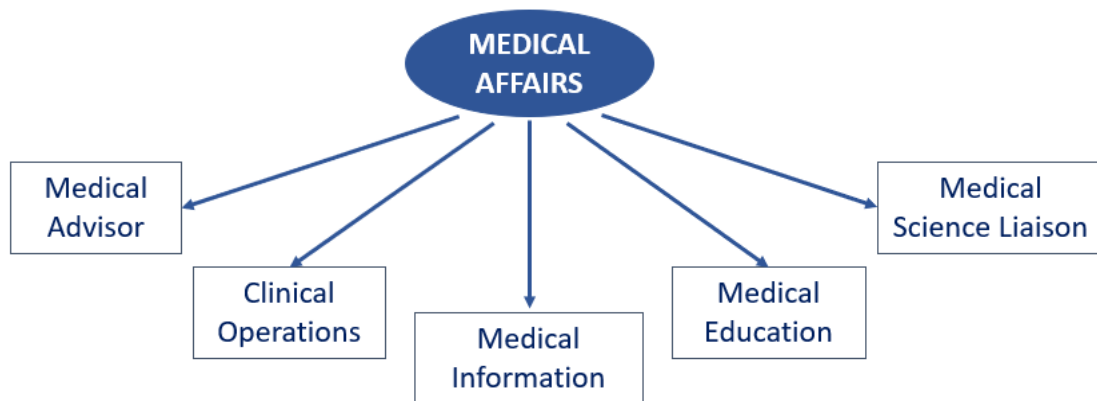 MEDICAL
AFFAIRS
Medical
Advisor
Clinical
Operations
Medical
Information
Medical
Education
Medical
Science Liaison